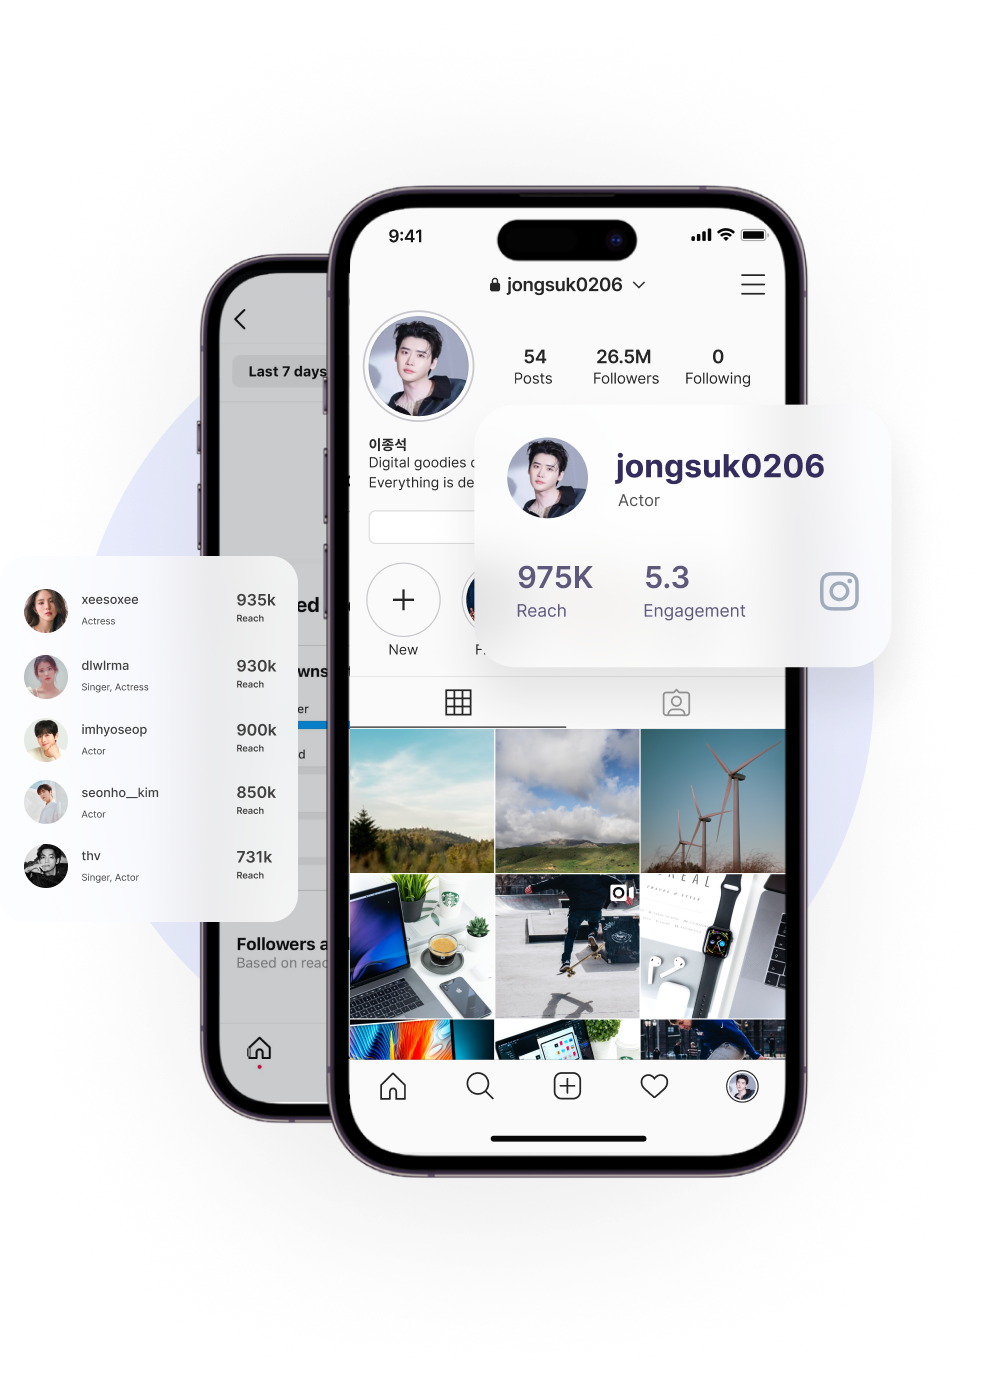 9:41
jongsuk0206
54
Posts
26.5M
Followers
0
Following
이종석
Digital goodies
Everything is de
jongsuk0206
Actor
975K
Reach
5.3
Engagement
New
Last 7 days
ed
wns
er
d
Followers a
Based on reac
xeesoxee
Actress
935k
Reach
dlwlrma
Singer, Actress
930k
Reach
imhyoseop
Actor
900k
Reach
seonho__kim
Actor
850k
Reach
thv
Singer, Actor
731k
Reach